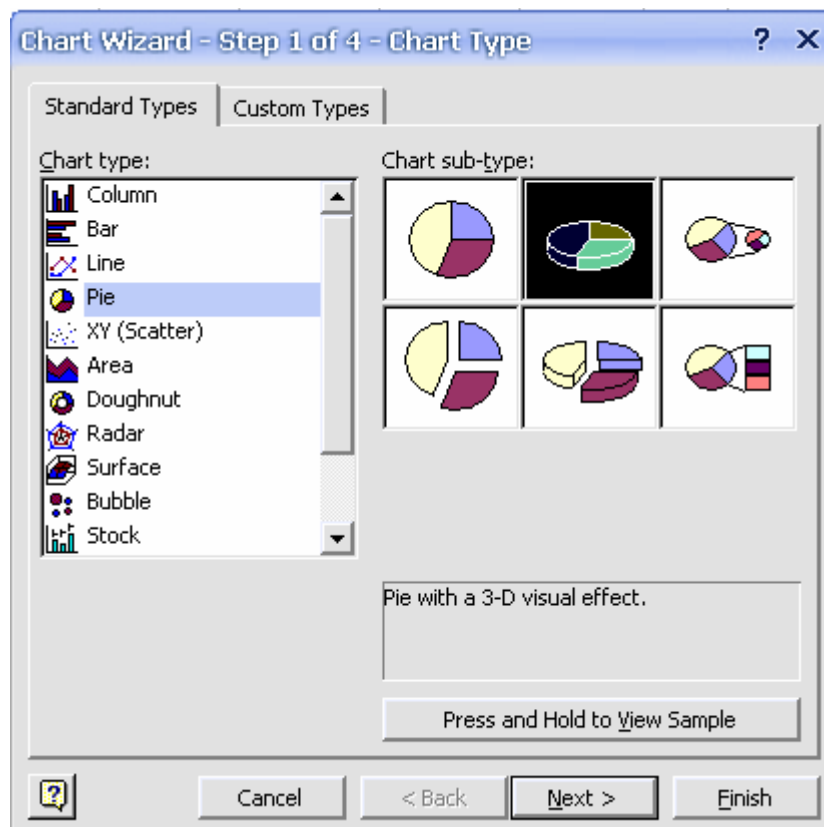 Chart Wizard - Step 1 of 4 - Chart Type ? X
Standard Types Custom Types
Chart type:
Column
Bar
Line
Pie
XY (Scatter)
Area
Doughnut
Radar
Surface
Bubble
Stock
Chart sub-type:
Pie with a 3-D visual effect.
Press and Hold to View Sample
? Cancel < Back Next > Finish